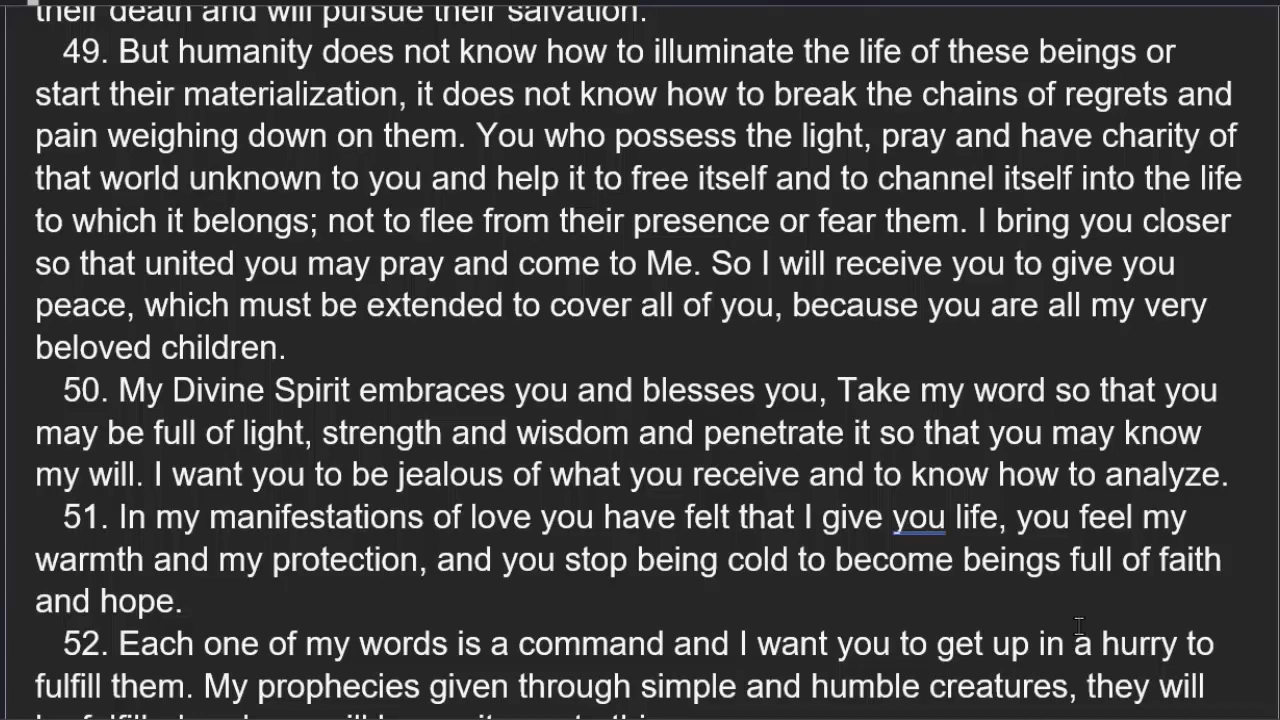 their death and will pursue their salvation.
49. But humanity does not know how to illuminate the life of these beings or
start their materialization, it does not know how to break the chains of regrets and
pain weighing down on them. You who possess the light, pray and have charity of
that world unknown to you and help it to free itself and to channel itself into the life
to which it belongs; not to flee from their presence or fear them. I bring you closer
so that united you may pray and come to Me. So I will receive you to give you
peace, which must be extended to cover all of you, because you are all my very
beloved children.
50. My Divine Spirit embraces you and blesses you, Take my word so that you
may be full of light, strength and wisdom and penetrate it so that you may know
my will. I want you to be jealous of what you receive and to know how to analyze.
51. In my manifestations of love you have felt that I give you life, you feel my
warmth and my protection, and you stop being cold to become beings full of faith
and hope.
52. Each one of my words is a command and I want you to get up in a hurry to
fulfill them. My prophecies given through simple and humble creatures, they will